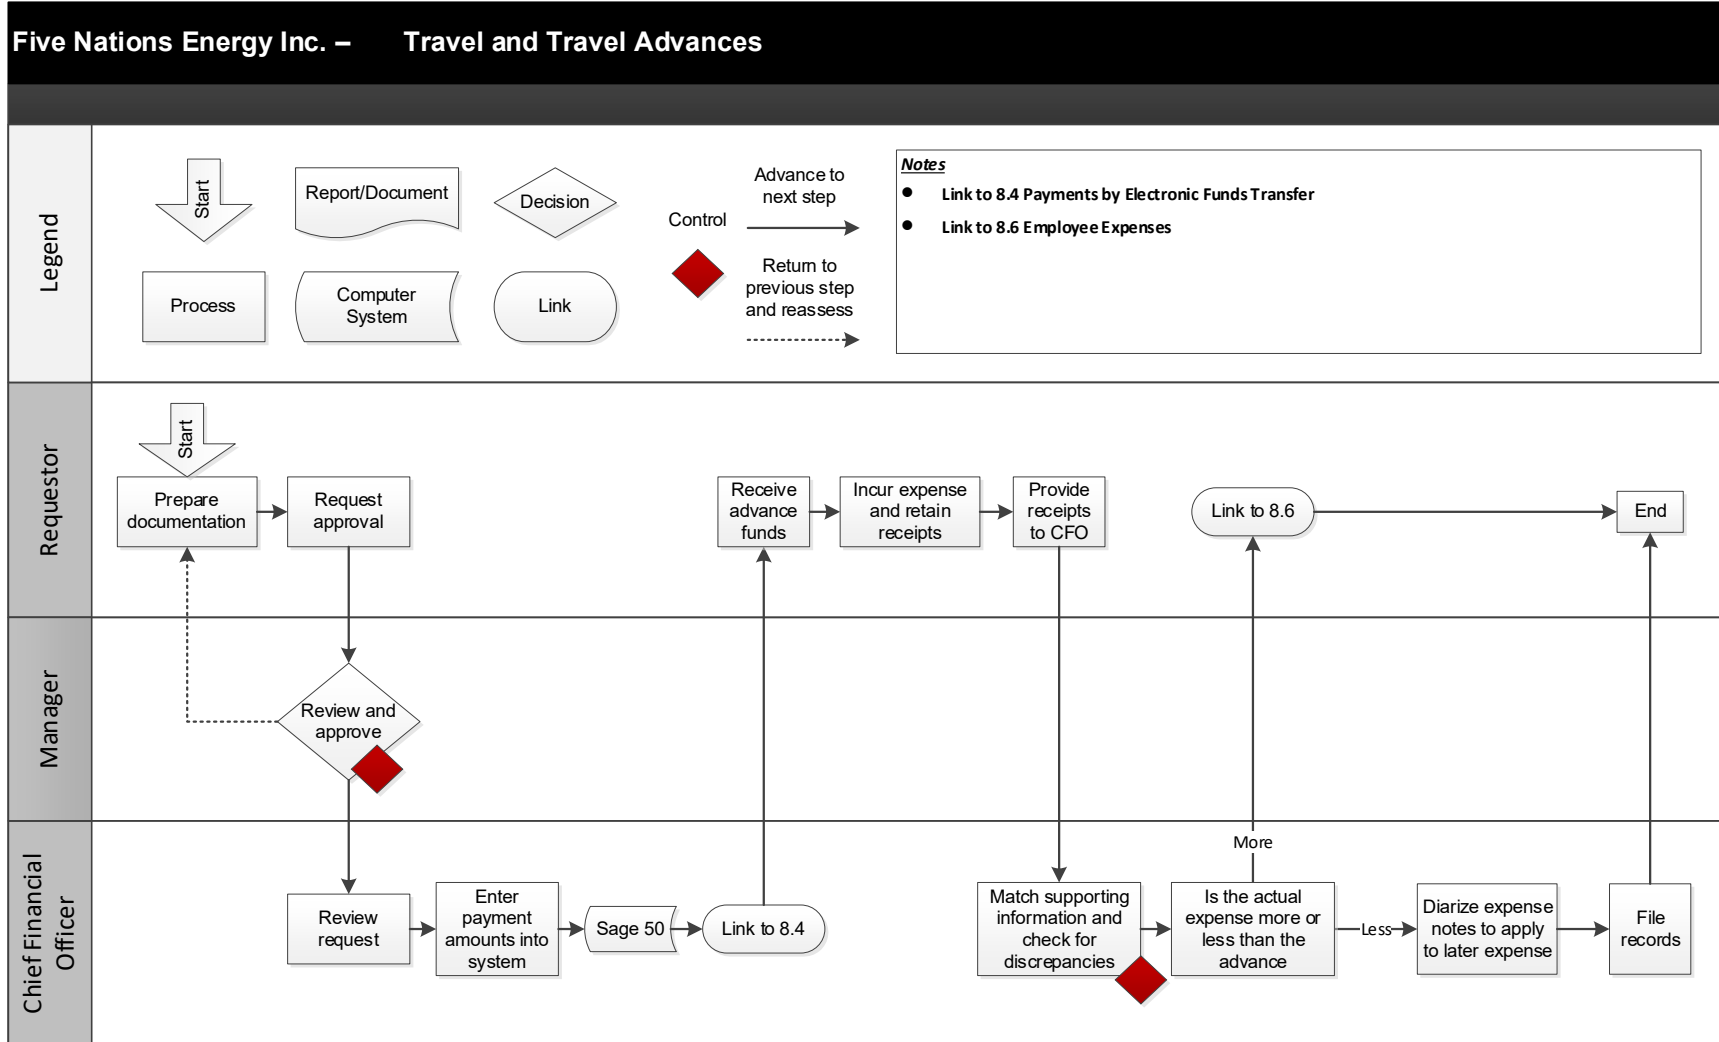 Five Nations Energy Inc. – Travel and Travel Advances
Legend
Start
Report/Document
Decision
Process
Computer
System
Link
Control
Advance to
next step
Return to
previous step
and reassess
Notes
● Link to 8.4 Payments by Electronic Funds Transfer
● Link to 8.6 Employee Expenses
Requestor
Start
Prepare
documentation
Request
approval
Receive
advance
funds
Incur expense
and retain
receipts
Provide
receipts
to CFO
Link to 8.6
End
Manager
Review and
approve
Chief Financial
Officer
Review
request
Enter
payment
amounts into
system
Sage 50
Link to 8.4
Match supporting
information and
check for
discrepancies
More
Is the actual
expense more or
less than the
advance
Less
Diarize expense
notes to apply
to later expense
File
records